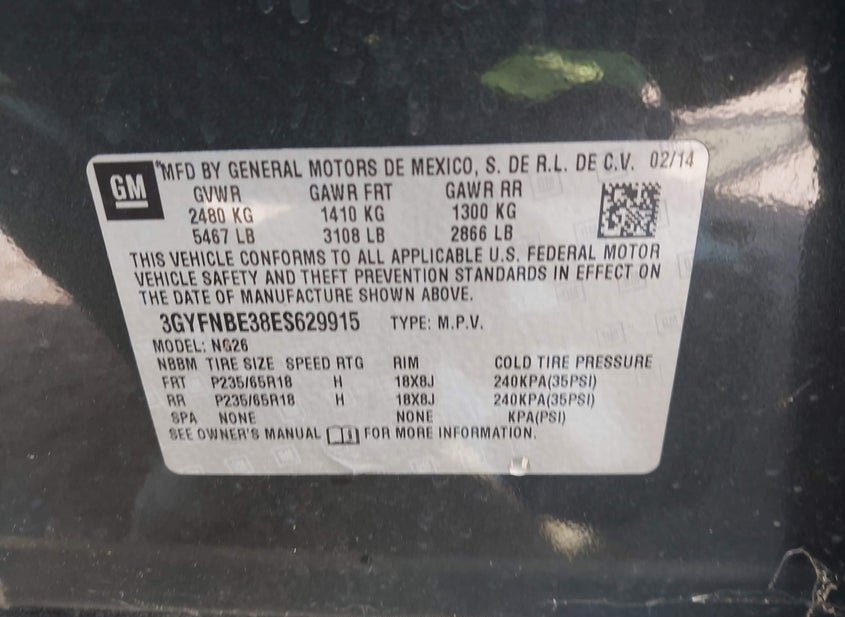 GM
MFD BY GENERAL MOTORS DE MEXICO, S. DE R.L. DE C.V. 02/14
GVWR GAWR FRT GAWR RR
2480 KG 1410 KG 1300 KG
5467 LB 3108 LB 2866 LB
THIS VEHICLE CONFORMS TO ALL APPLICABLE U.S. FEDERAL MOTOR
VEHICLE SAFETY AND THEFT PREVENTION STANDARDS IN EFFECT ON
THE DATE OF MANUFACTURE SHOWN ABOVE.
3GYFNBE38ES629915 TYPE: M.P.V.
MODEL: NG26
NBBM TIRE SIZE SPEED RTG RIM COLD TIRE PRESSURE
FRT P235/65R18 H 18X8J 240KPA(35PSI)
RR P235/65R18 H 18X8J 240KPA(35PSI)
SPA NONE NONE KPA(PSI)
SEE OWNER'S MANUAL FOR MORE INFORMATION.